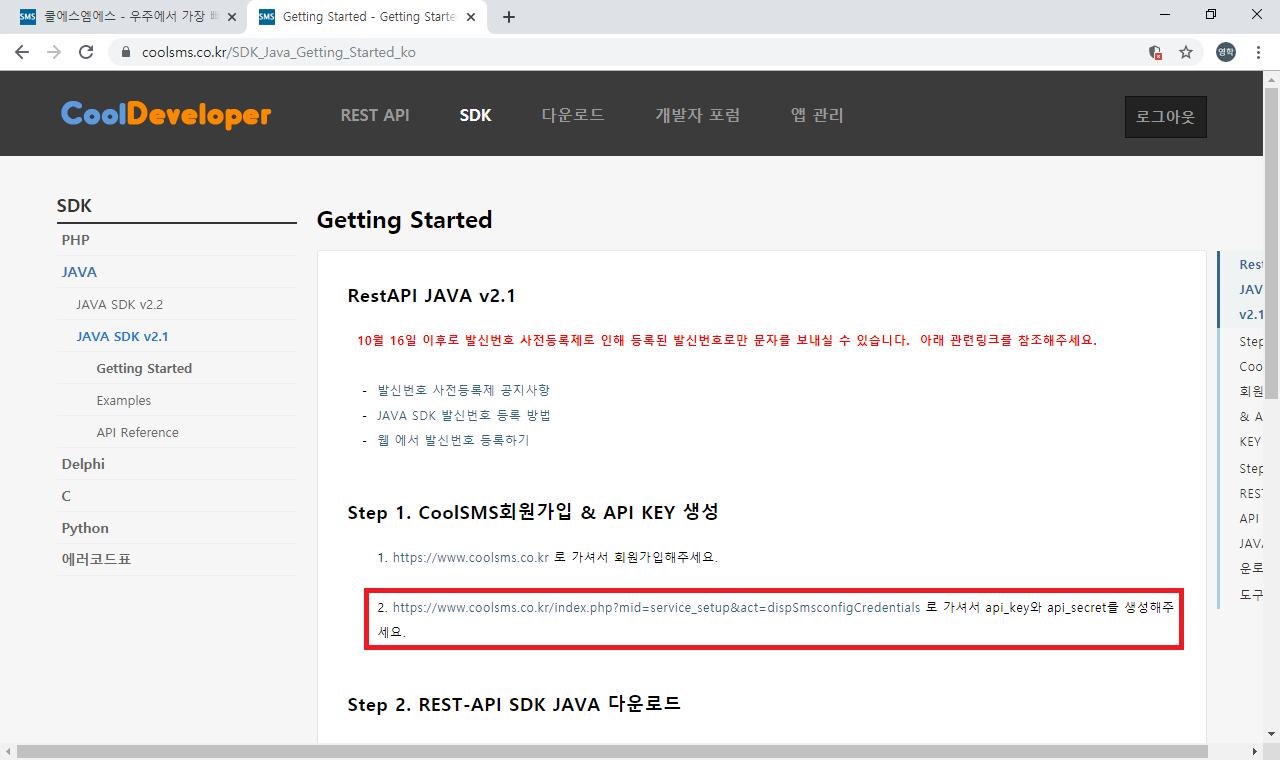 SMS 쿨에스엠에스 - 우주에서 가장
SMS Getting Started - Getting Starte
coolsms.co.kr/SDK_Java_Getting_Started_ko
영학
CoolDeveloper
REST API
SDK
다운로드
개발자 포럼
앱 관리
로그아웃
SDK
PHP
JAVA
JAVA SDK v2.2
JAVA SDK v2.1
Getting Started
Examples
API Reference
Delphi
C
Python
에러코드표
Getting Started
RestAPI JAVA v2.1
10월 16일 이후로 발신번호 사전등록제로 인해 등록된 발신번호로만 문자를 보내실 수 있습니다. 아래 관련링크를 참조해주세요.
- 발신번호 사전등록제 공지사항
- JAVA SDK 발신번호 등록 방법
- 웹 에서 발신번호 등록하기
Step 1. CoolSMS회원가입 & API KEY 생성
1. https://www.coolsms.co.kr 로 가셔서 회원가입해주세요.
2. https://www.coolsms.co.kr/index.php?mid=service_setup&act=dispSmsconfigCredentials 로 가셔서 api_key와 api_secret를 생성해주
세요.
Step 2. REST-API SDK JAVA 다운로드
Rest
JAV
v2.1
Step
Coo
회원
& A
KEY
Step
REST
API
JAVA
운로
도구